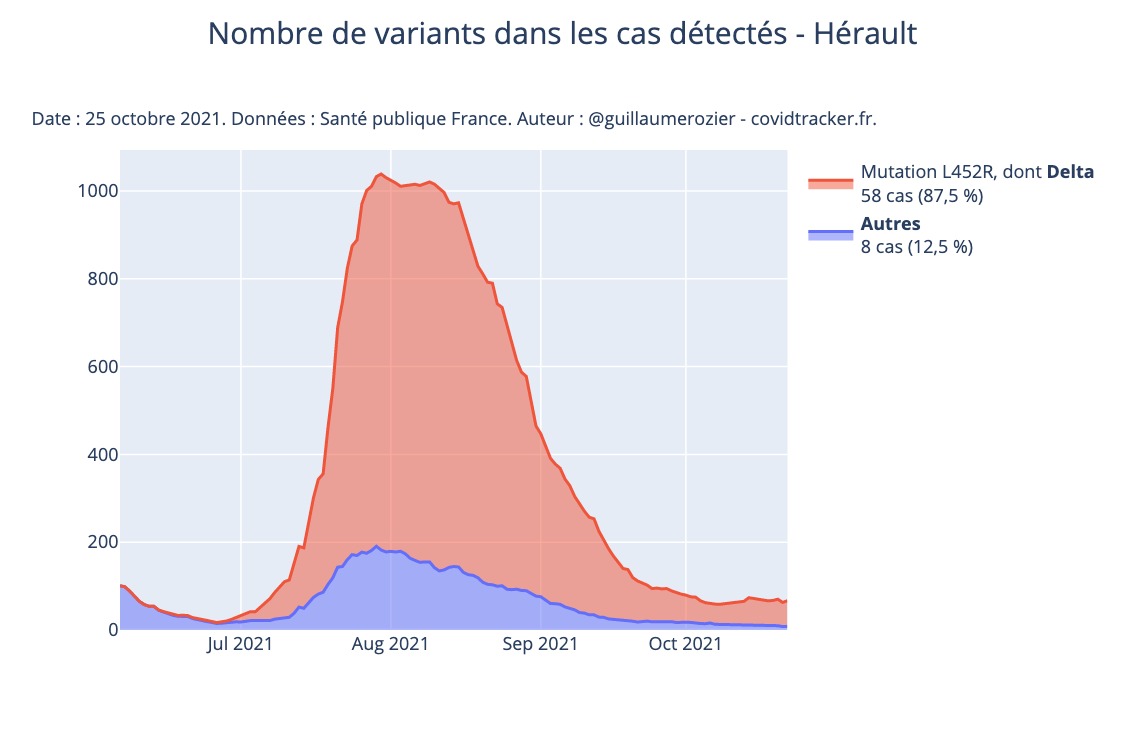 Nombre de variants dans les cas détectés - Hérault
Date : 25 octobre 2021. Données : Santé publique France. Auteur : @guillaumerozier - covidtracker.fr.
Mutation L452R, dont Delta
58 cas (87,5 %)
Autres
8 cas (12,5 %)
1000
800
600
400
200
0
Jul 2021
Aug 2021
Sep 2021
Oct 2021